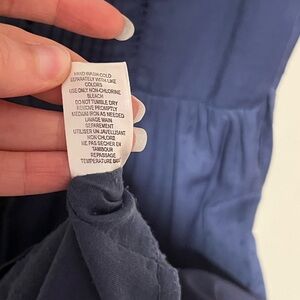 HAND WASH COLD
SEPARATELY WITH LIKE
COLORS
USE ONLY NON-CHLORINE
BLEACH
DO NOT TUMBLE DRY
REMOVE PROMPTLY
MEDIUM IRON AS NEEDED
LAVAGE MAIN
SEPAREMENT
UTILISER UN JAVELLISANT
NON CHLORE
NE PAS SECHER EN
TAMBOUR
REPASSAGE
TEMPERATURE